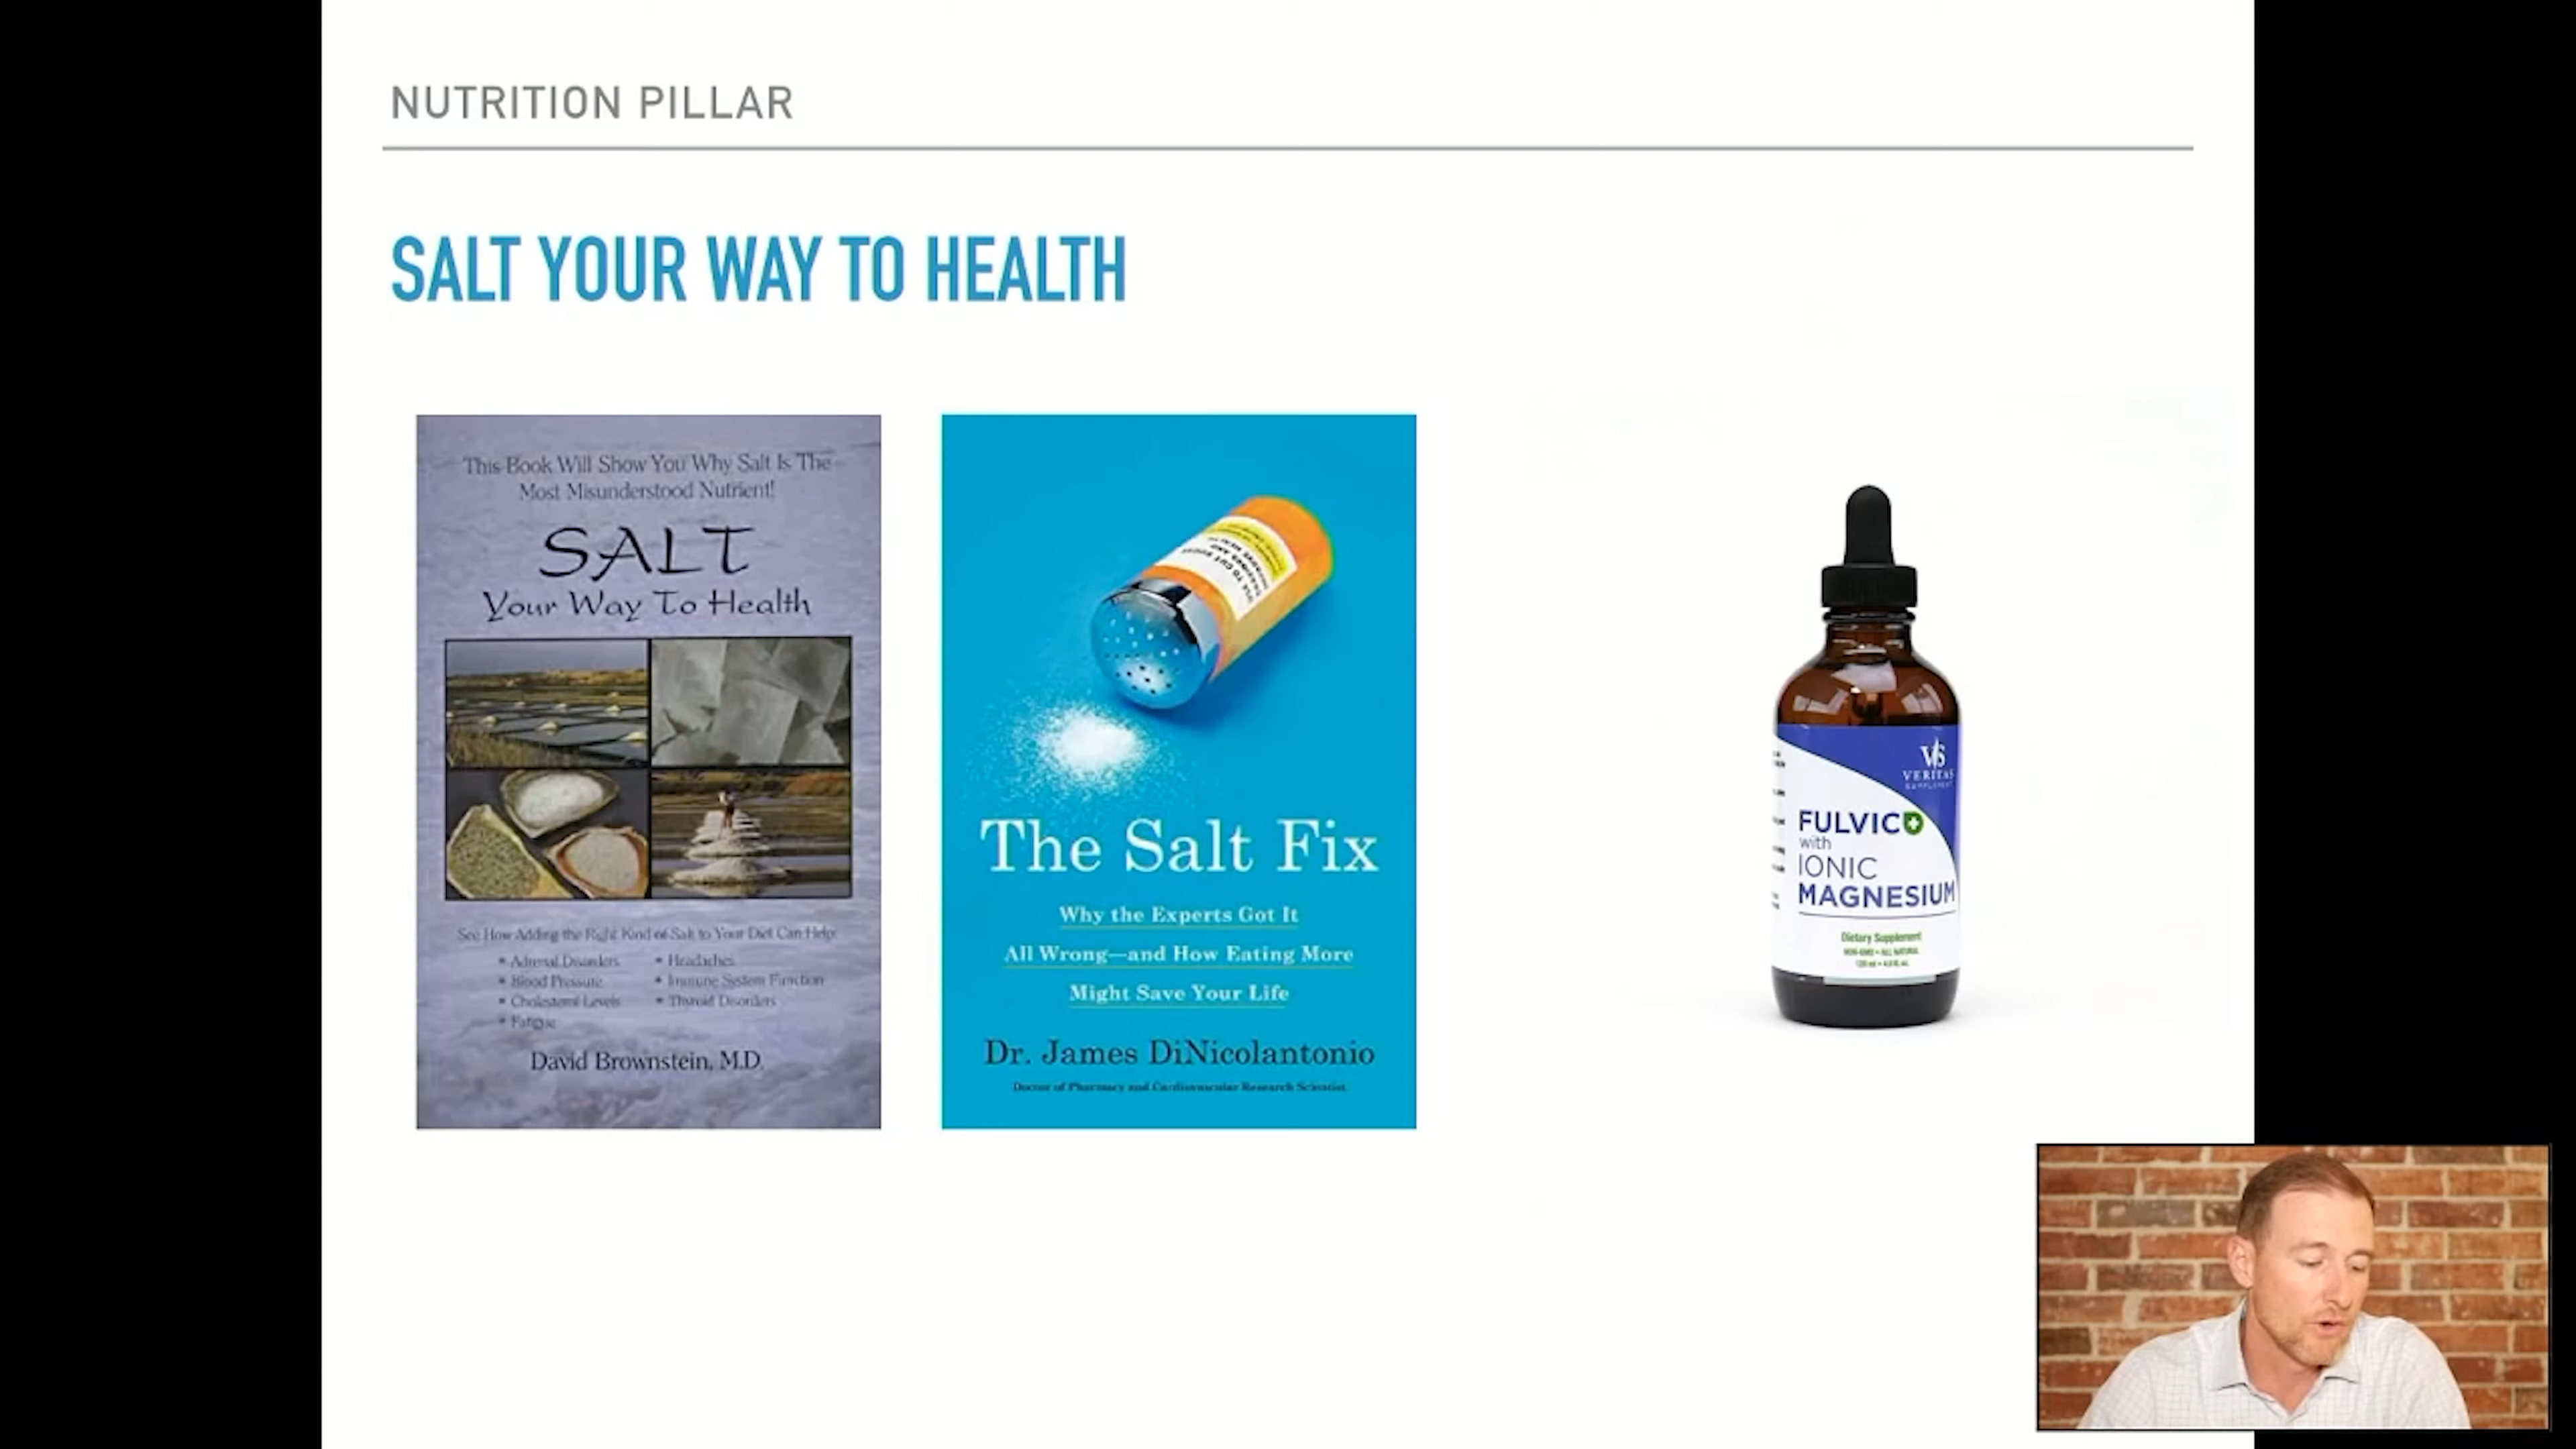 NUTRITION PILLAR
SALT YOUR WAY TO HEALTH
This Book Will Show You Why Salt Is The
Most Misunderstood Nutrient!
SALT
Your Way To Health
See How Adding the Right Kind of Salt to Your Diet Can Help:
• Adrenal Disorders
• Blood Pressure
• Cholesterol Levels
• Fatigue
• Headaches
• Immune System Function
• Thyroid Disorders
David Brownstein, M.D.
The Salt Fix
Why the Experts Got It
All Wrong—and How Eating More
Might Save Your Life
Dr. James DiNicolantonio
Doctor of Pharmacy and Cardiovascular Research Scientist
VS
VERITAS
FULVIC
with
IONIC
MAGNESIUM
Dietary Supplement
NON-GMO • ALL NATURAL